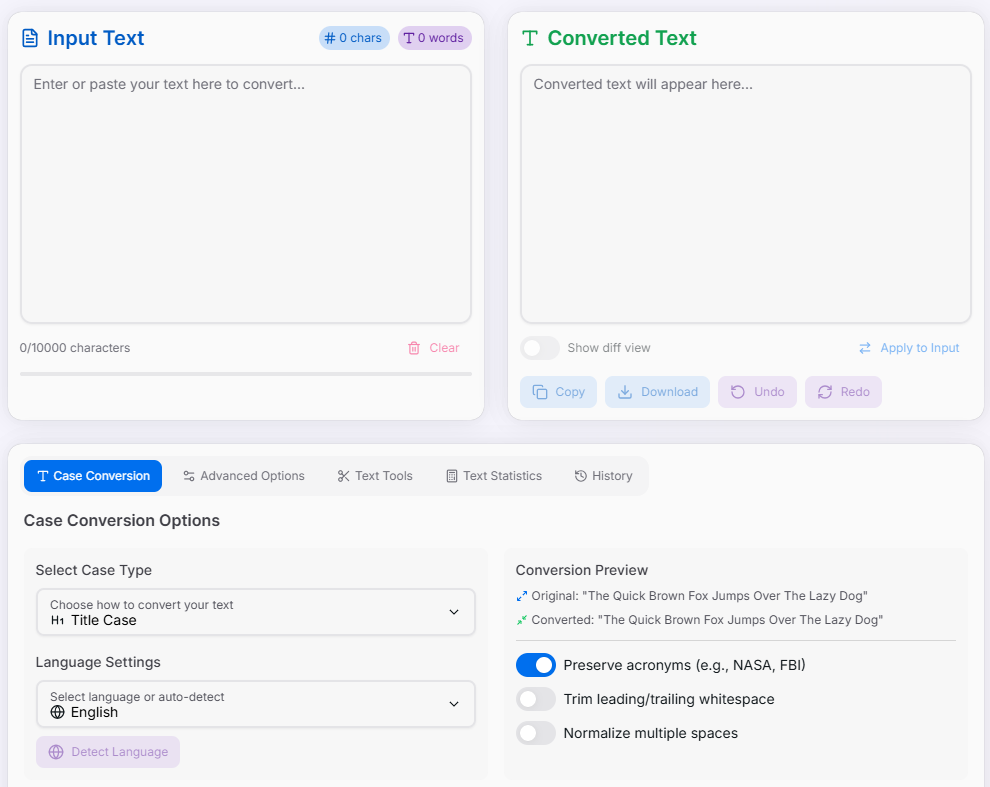 Input Text
# 0 chars
0 words
Enter or paste your text here to convert...
0/10000 characters
Clear
Converted Text
Converted text will appear here...
Show diff view
Apply to Input
Copy
Download
Undo
Redo
Case Conversion
Advanced Options
Text Tools
Text Statistics
History
Case Conversion Options
Select Case Type
Choose how to convert your text
H1 Title Case
Language Settings
Select language or auto-detect
English
Detect Language
Conversion Preview
Original: "The Quick Brown Fox Jumps Over The Lazy Dog"
Converted: "The Quick Brown Fox Jumps Over The Lazy Dog"
Preserve acronyms (e.g., NASA, FBI)
Trim leading/trailing whitespace
Normalize multiple spaces